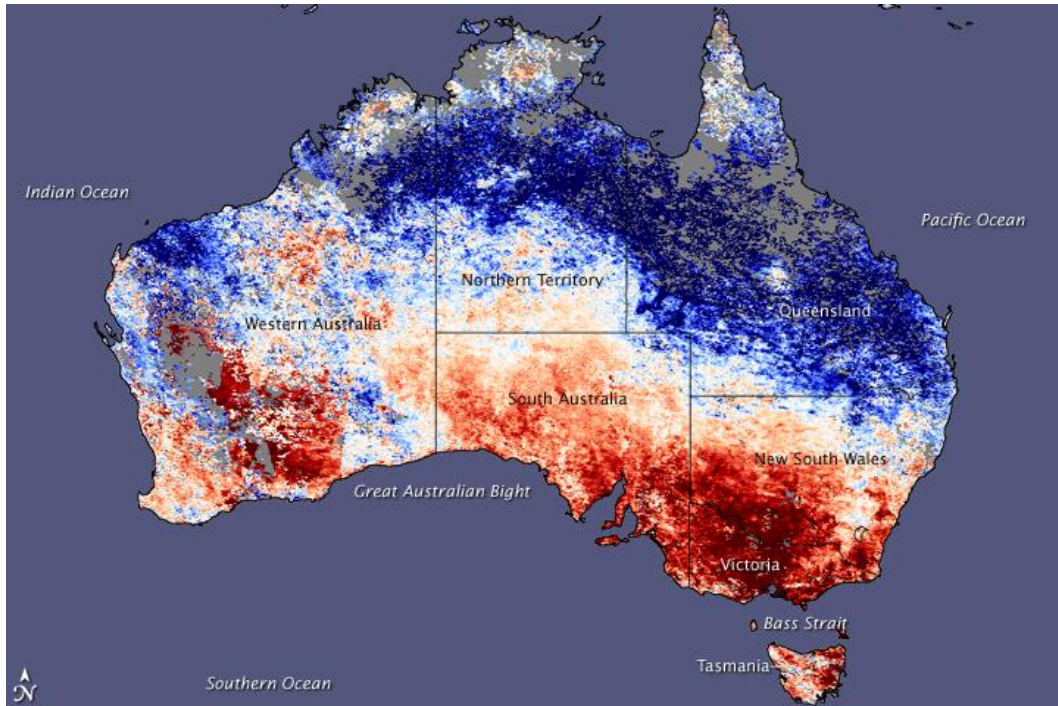 Indian Ocean
Pacific Ocean
Northern Territory
Queensland
Western Australia
South Australia
New South Wales
Great Australian Bight
Victoria
Bass Strait
Tasmania
Southern Ocean
N